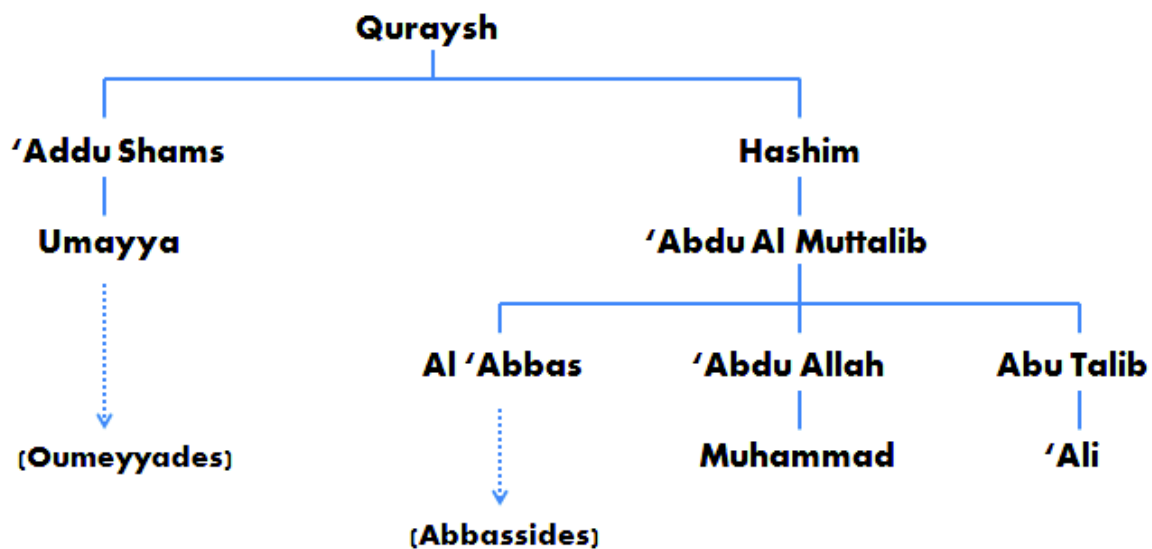 Quraysh
‘Addu Shams
Hashim
Umayya
‘Abdu Al Muttalib
Al ‘Abbas
‘Abdu Allah
Abu Talib
(Oumeyyades)
Muhammad
‘Ali
(Abbassides)